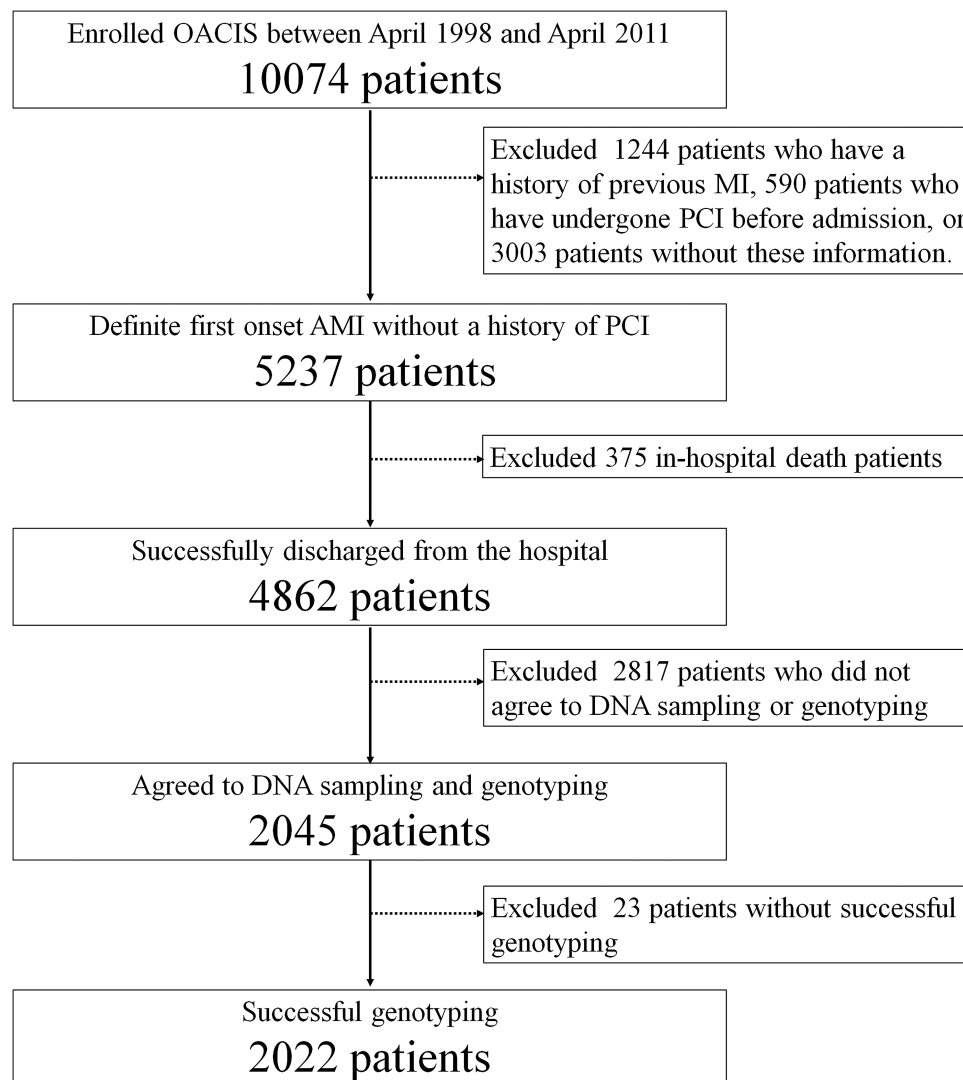 Enrolled OACIS between April 1998 and April 2011
10074 patients
Excluded 1244 patients who have a
history of previous MI, 590 patients who
have undergone PCI before admission, or
3003 patients without these information.
Definite first onset AMI without a history of PCI
5237 patients
Excluded 375 in-hospital death patients
Successfully discharged from the hospital
4862 patients
Excluded 2817 patients who did not
agree to DNA sampling or genotyping
Agreed to DNA sampling and genotyping
2045 patients
Excluded 23 patients without successful
genotyping
Successful genotyping
2022 patients